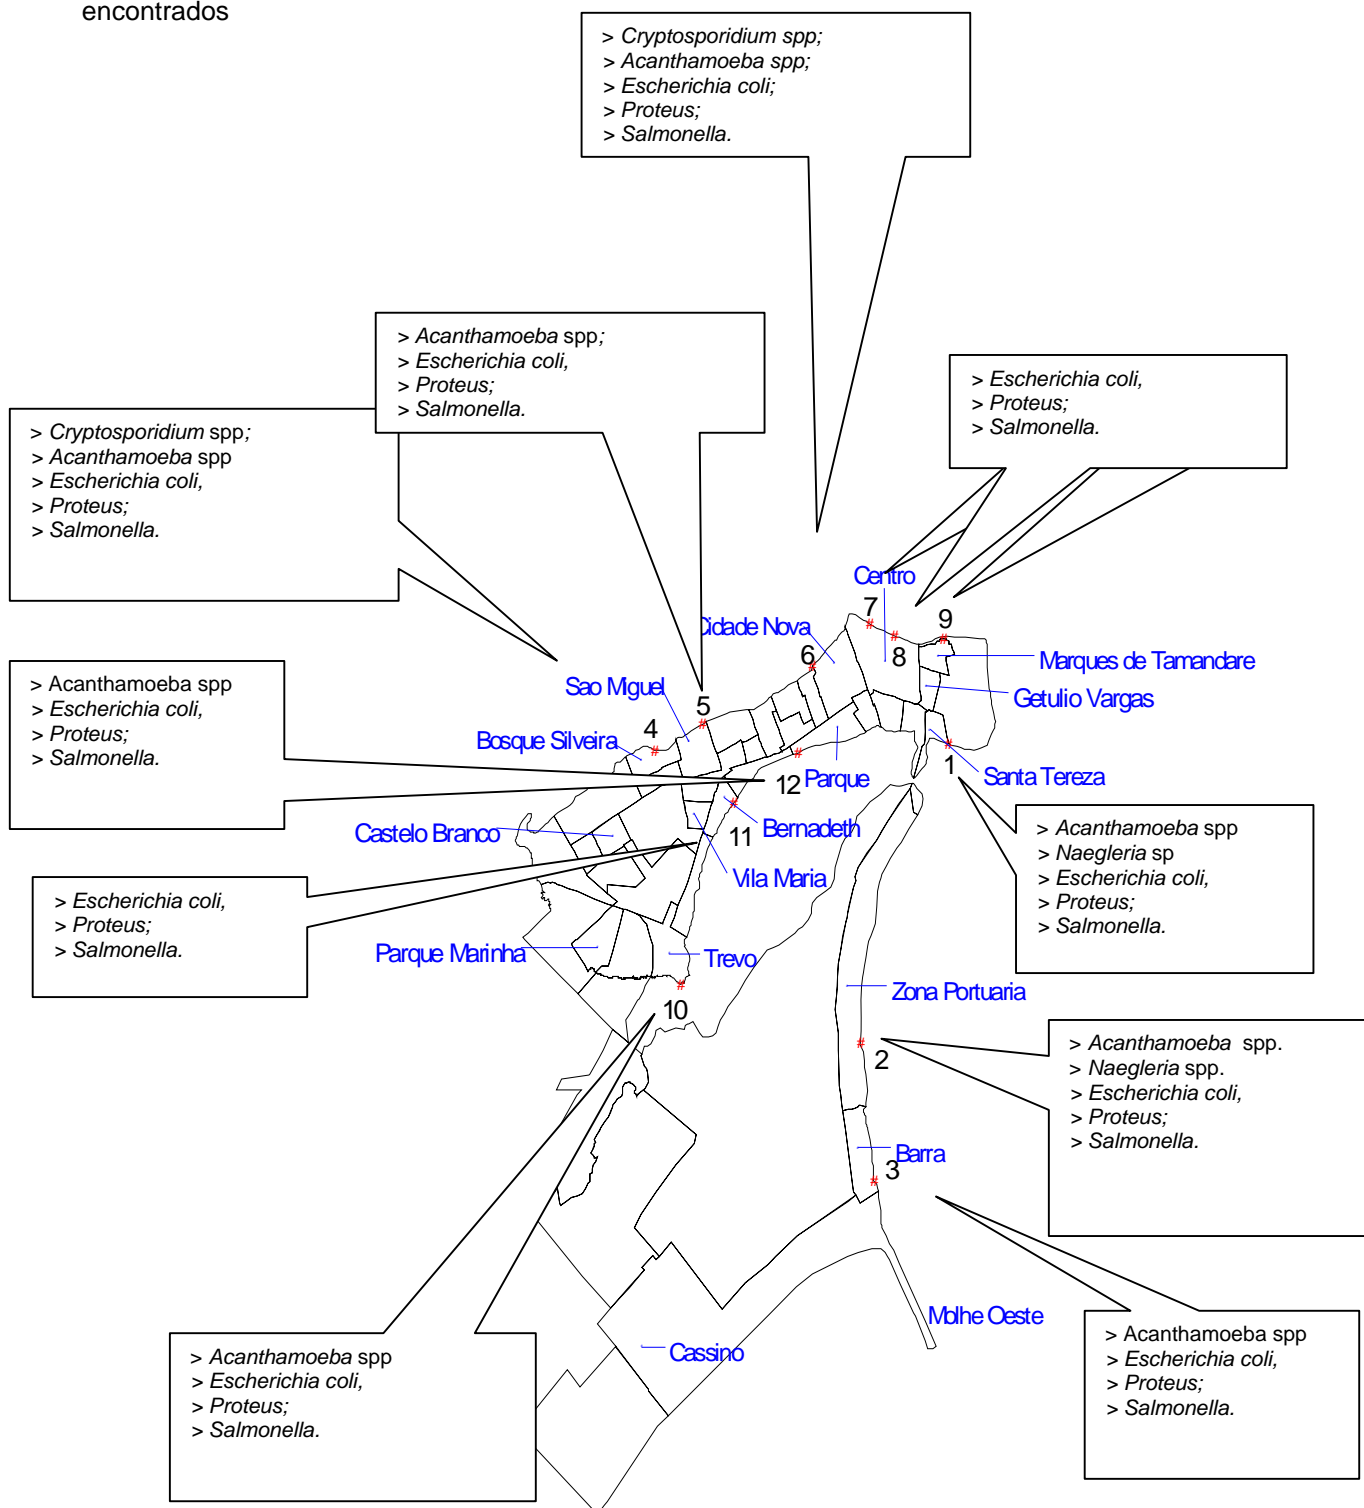 encontrados
> Cryptosporidium spp;
> Acanthamoeba spp;
> Escherichia coli;
> Proteus;
> Salmonella.
> Acanthamoeba spp;
> Escherichia coli,
> Proteus;
> Salmonella.
> Escherichia coli,
> Proteus;
> Salmonella.
> Cryptosporidium spp;
> Acanthamoeba spp
> Escherichia coli,
> Proteus;
> Salmonella.
Centro
7
# #
8
9
#
Cidade Nova
6
#
Marques de Tamandare
Getulio Vargas
> Acanthamoeba spp
> Escherichia coli,
> Proteus;
> Salmonella.
Sao Miguel
5
#
4
#
Bosque Silveira
12
#
Parque
1
#
Santa Tereza
Castelo Branco
#
11
Bernadeth
Vila Maria
> Acanthamoeba spp
> Naegleria sp
> Escherichia coli,
> Proteus;
> Salmonella.
> Escherichia coli,
> Proteus;
> Salmonella.
Parque Marinha
Trevo
#
10
Zona Portuaria
#
2
> Acanthamoeba spp.
> Naegleria spp.
> Escherichia coli,
> Proteus;
> Salmonella.
Barra
#
3
Molhe Oeste
Cassino
> Acanthamoeba spp
> Escherichia coli,
> Proteus;
> Salmonella.
> Acanthamoeba spp
> Escherichia coli,
> Proteus;
> Salmonella.